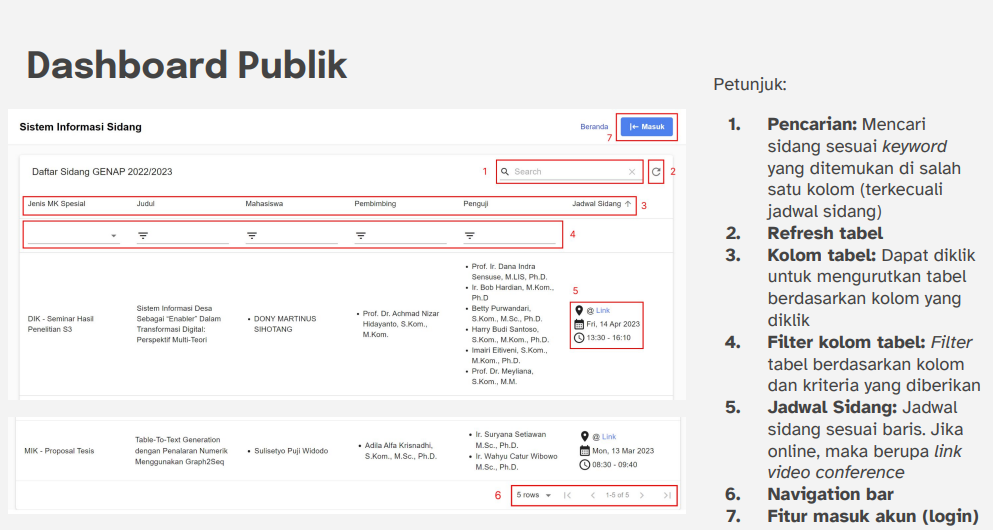 Dashboard Publik
Sistem Informasi Sidang
Beranda
Masuk
7
Daftar Sidang GENAP 2022/2023
1
Search
2
Jenis MK Spesial
Judul
Mahasiswa
Pembimbing
Penguji
Jadwal Sidang
3
4
DIK - Seminar Hasil
Penelitian S3
Sistem Informasi Desa
Sebagai "Enabler" Dalam
Transformasi Digital:
Perspektif Multi-Teori
• DONY MARTINUS
SIHOTANG
• Prof. Dr. Achmad Nizar
Hidayanto, S.Kom.,
M.Kom.
• Prof. Ir. Dana Indra
Sensuse, M.LIS, Ph.D.
• Ir. Bob Hardian, M.Kom.,
Ph.D
• Betty Purwandari,
S.Kom., M.Sc., Ph.D.
• Harry Budi Santoso,
S.Kom., M.Kom., Ph.D.
• Imairi Eitiveni, S.Kom.,
M.Kom., Ph.D.
• Prof. Dr. Meyliana,
S.Kom., M.M.
5
@ Link
Fri, 14 Apr 2023
13:30 - 16:10
MIK - Proposal Tesis
Table-To-Text Generation
dengan Penalaran Numerik
Menggunakan Graph2Seq
• Sulisetyo Puji Widodo
• Adila Alfa Krisnadhi,
S.Kom., M.Sc., Ph.D.
• Ir. Suryana Setiawan
M.Sc., Ph.D.
• Ir. Wahyu Catur Wibowo
M.Sc., Ph.D.
@ Link
Mon, 13 Mar 2023
08:30 - 09:40
6
5 rows
1-5 of 5
Petunjuk:
1. Pencarian: Mencari
sidang sesuai keyword
yang ditemukan di salah
satu kolom (terkecuali
jadwal sidang)
2. Refresh tabel
3. Kolom tabel: Dapat diklik
untuk mengurutkan tabel
berdasarkan kolom yang
diklik
4. Filter kolom tabel: Filter
tabel berdasarkan kolom
dan kriteria yang diberikan
5. Jadwal Sidang: Jadwal
sidang sesuai baris. Jika
online, maka berupa link
video conference
6. Navigation bar
7. Fitur masuk akun (login)